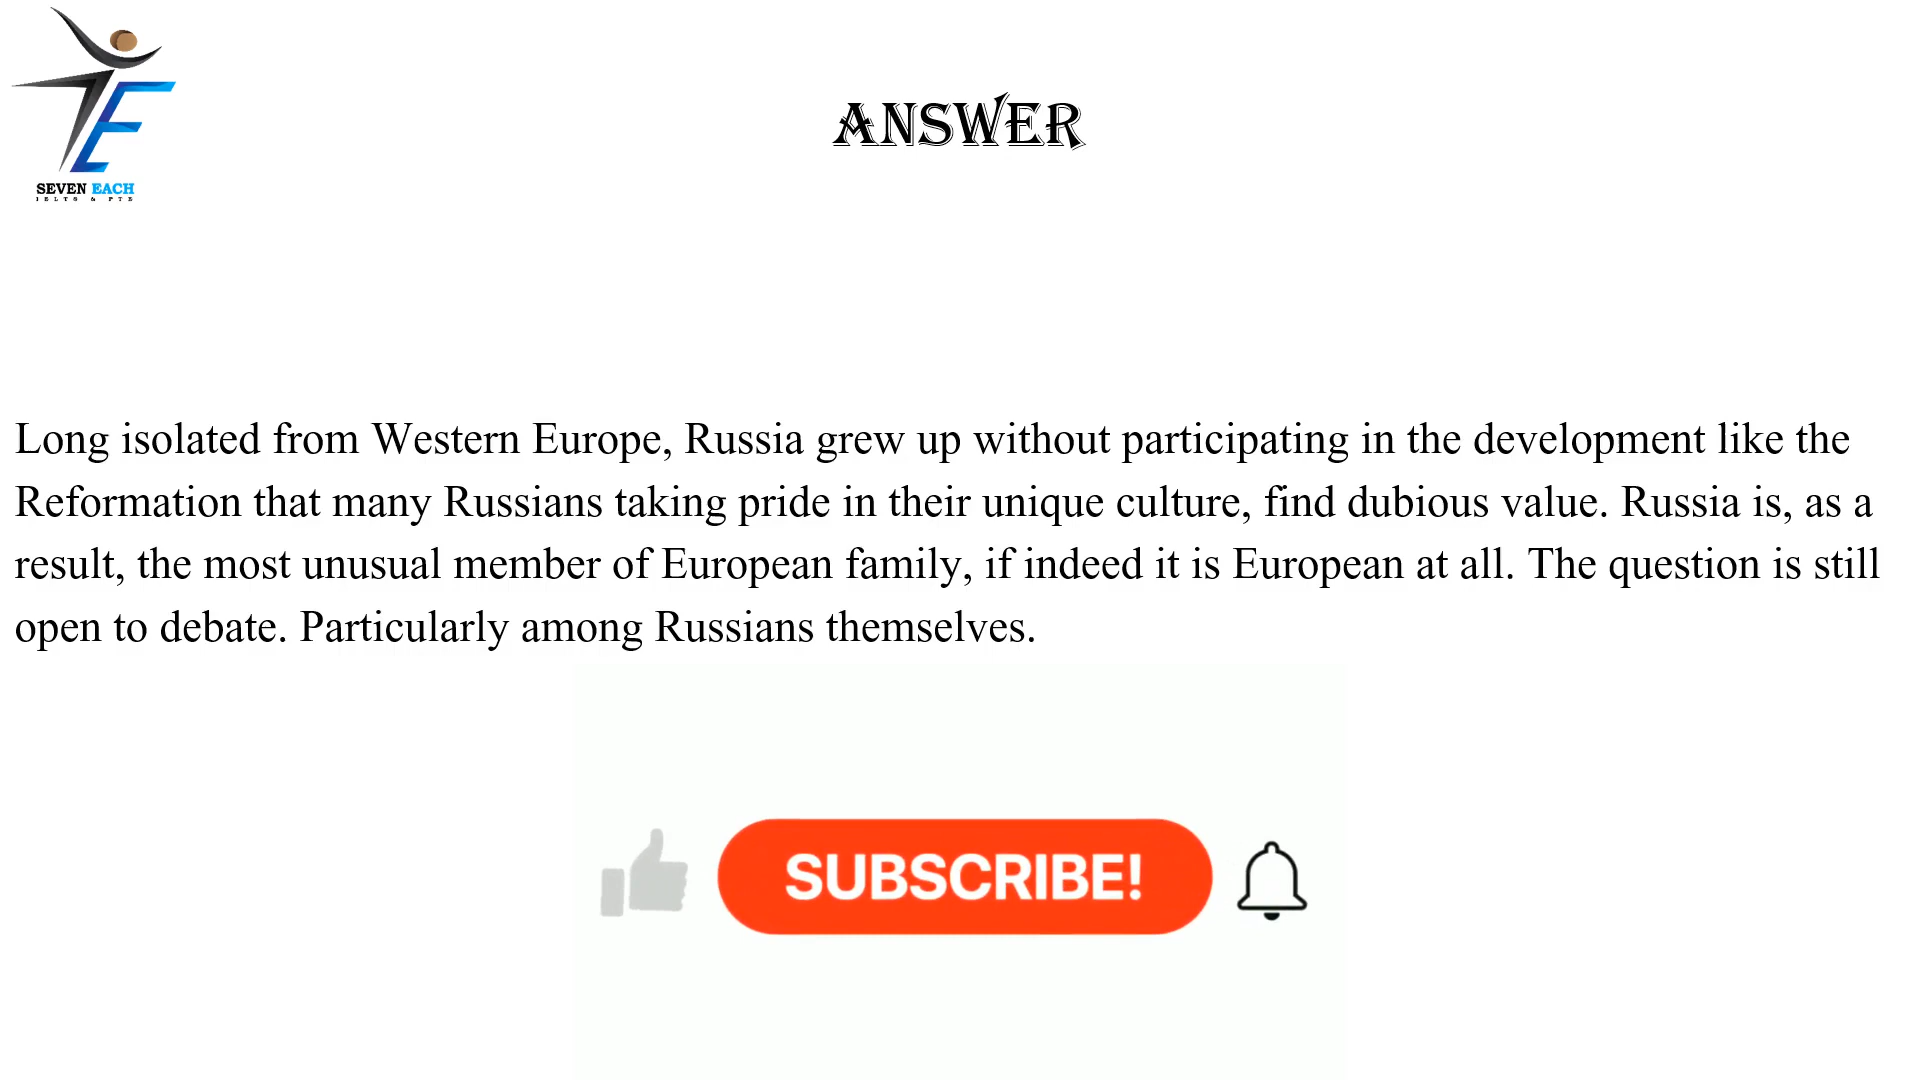 ANSWER
SEVEN EACH
IELTS & PTE
Long isolated from Western Europe, Russia grew up without participating in the development like the
Reformation that many Russians taking pride in their unique culture, find dubious value. Russia is, as a
result, the most unusual member of European family, if indeed it is European at all. The question is still
open to debate. Particularly among Russians themselves.
SUBSCRIBE!